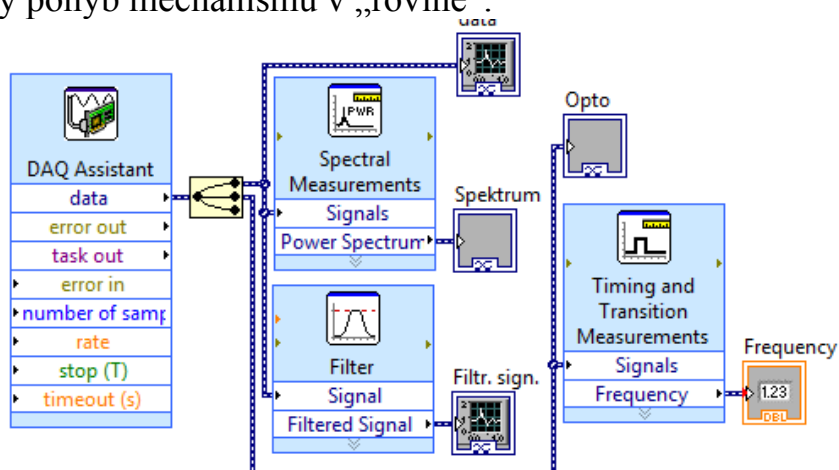 y pohyb mechanismu v „rovině“.
data
DAQ Assistant
data
error out
task out
error in
number of samp
rate
stop (T)
timeout (s)
PWR
Spectral
Measurements
Signals
Power Spectrum
Spektrum
Filter
Signal
Filtered Signal
Filtr. sign.
Opto
Timing and
Transition
Measurements
Signals
Frequency
Frequency
1.23
DBL